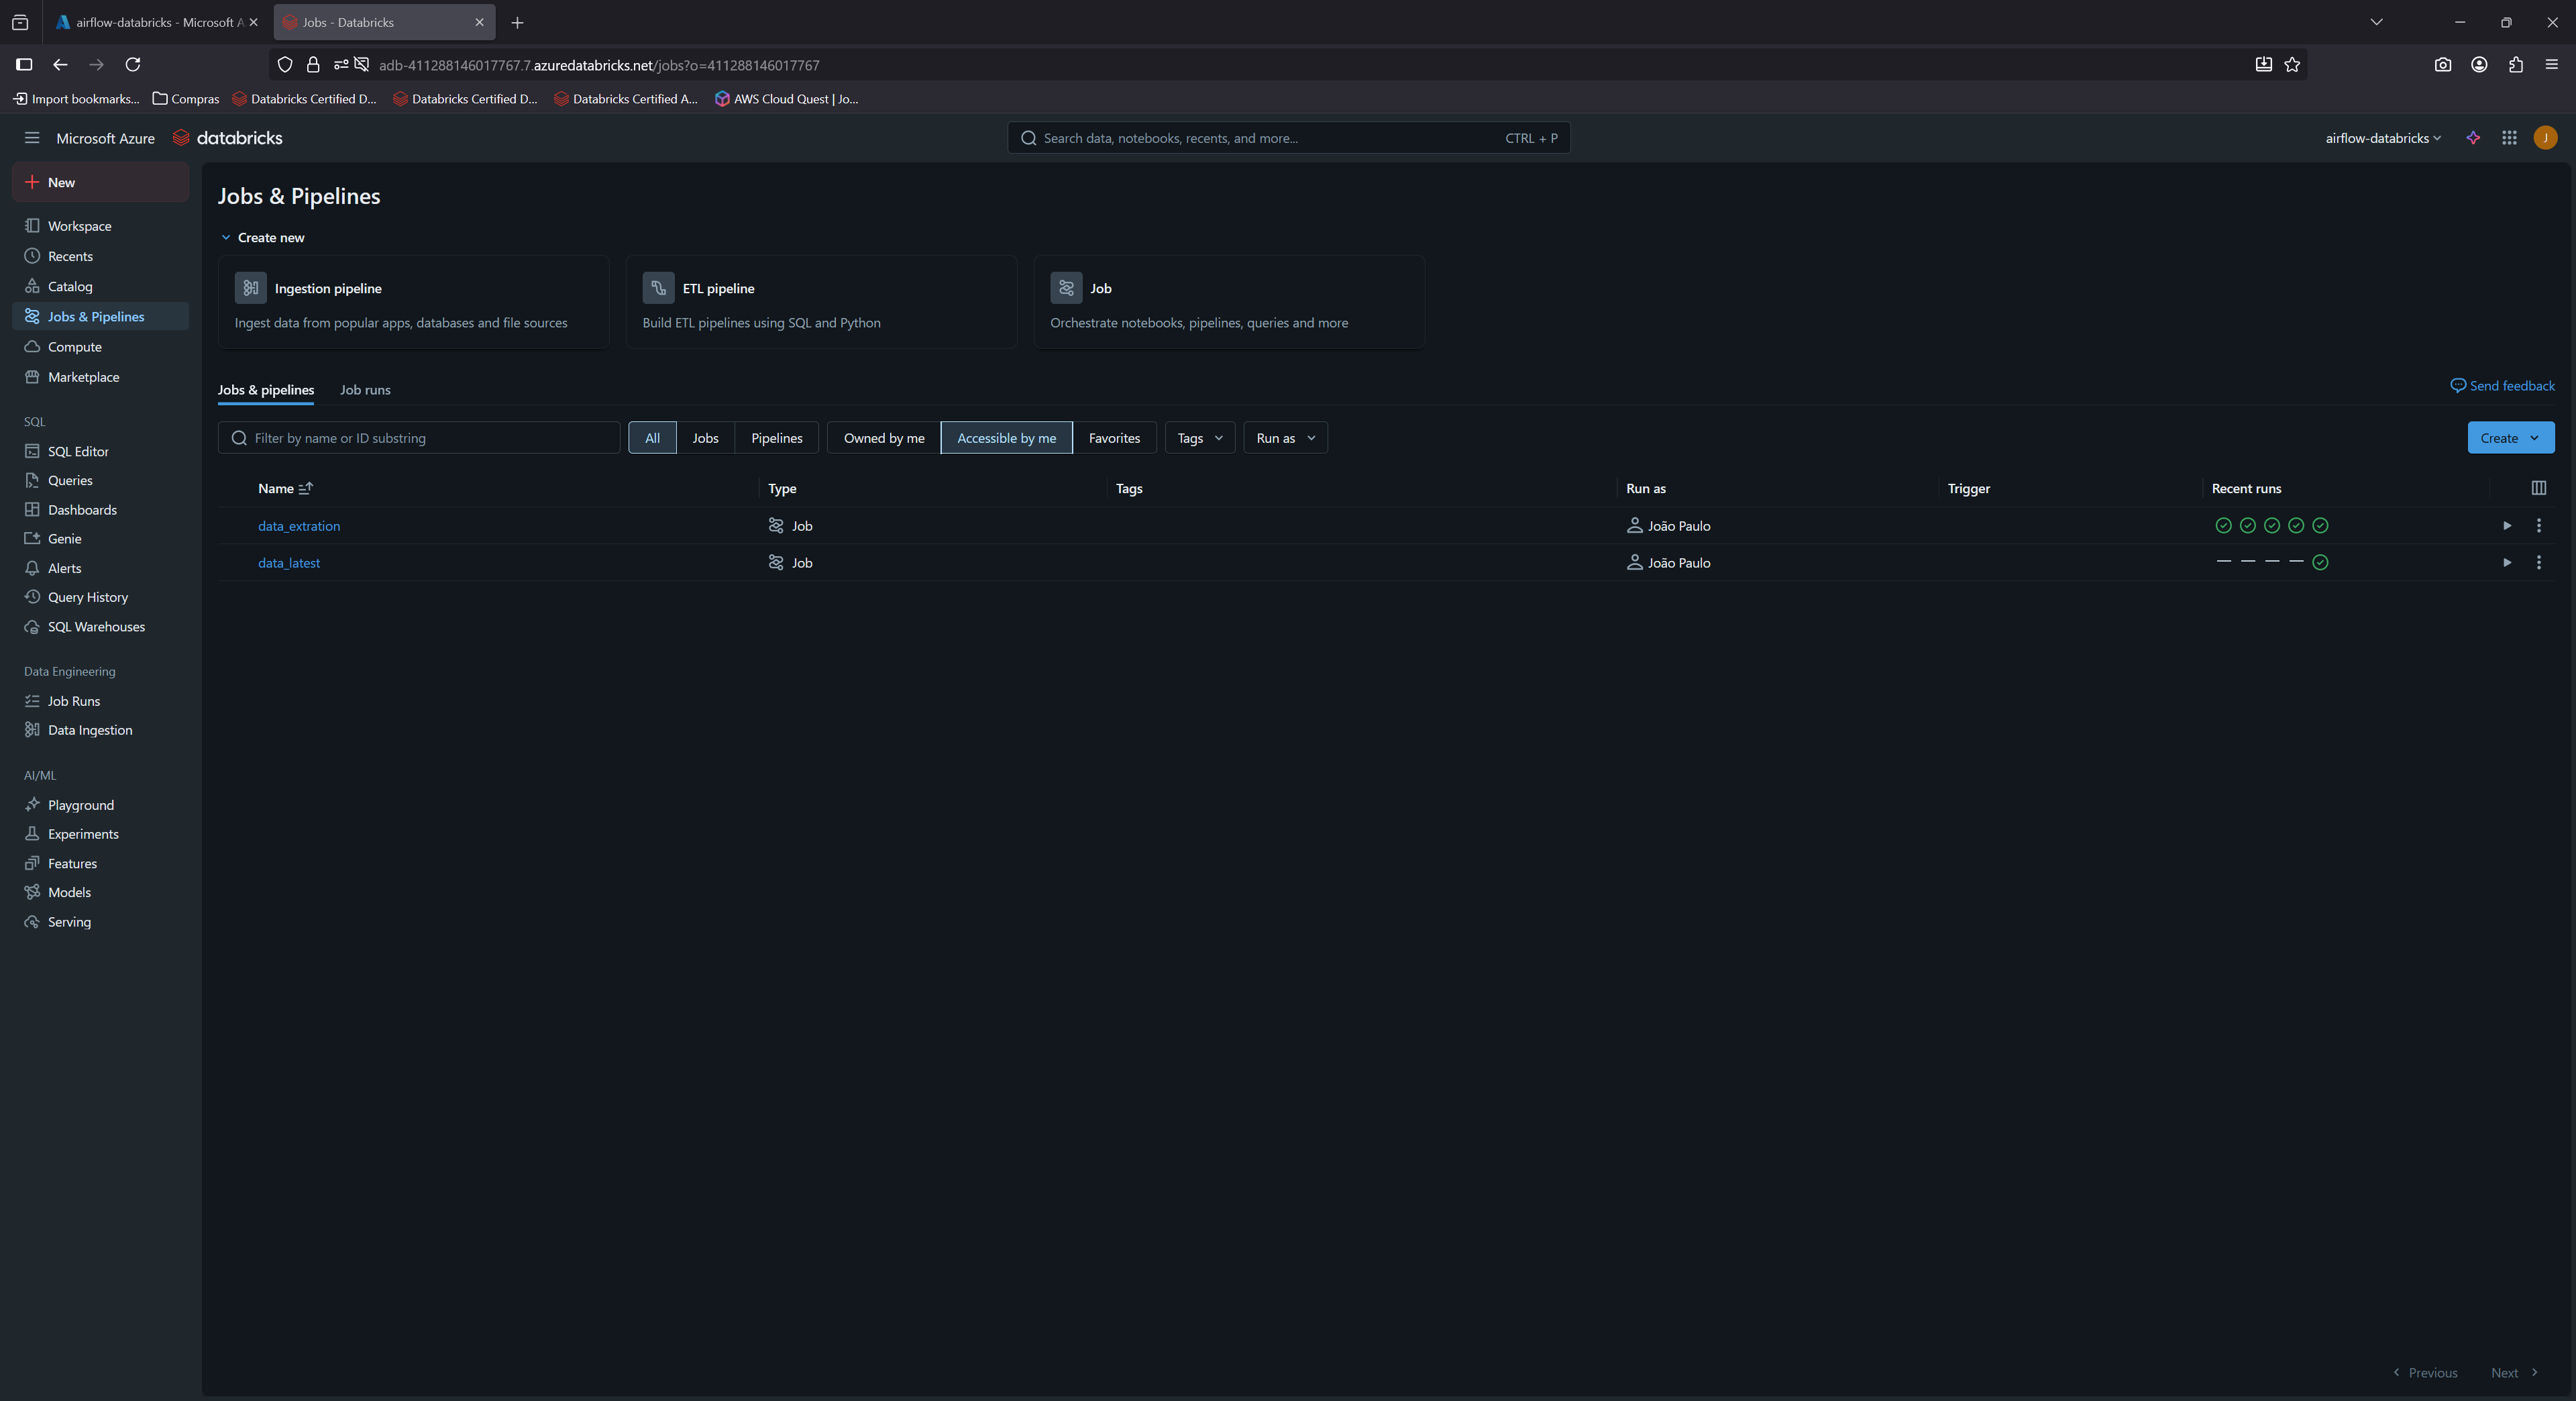 airflow-databricks - Microsoft A
Jobs - Databricks
adb-411288146017767.7.azuredatabricks.net/jobs?o=411288146017767
Import bookmarks...
Compras
Databricks Certified D...
Databricks Certified D...
Databricks Certified A...
AWS Cloud Quest | Jo...
Microsoft Azure
databricks
Search data, notebooks, recents, and more...
CTRL + P
airflow-databricks
J
New
Workspace
Recents
Catalog
Jobs & Pipelines
Compute
Marketplace
SQL
SQL Editor
Queries
Dashboards
Genie
Alerts
Query History
SQL Warehouses
Data Engineering
Job Runs
Data Ingestion
AI/ML
Playground
Experiments
Features
Models
Serving
Jobs & Pipelines
Create new
Ingestion pipeline
Ingest data from popular apps, databases and file sources
ETL pipeline
Build ETL pipelines using SQL and Python
Job
Orchestrate notebooks, pipelines, queries and more
Jobs & pipelines
Job runs
Send feedback
Filter by name or ID substring
All
Jobs
Pipelines
Owned by me
Accessible by me
Favorites
Tags
Run as
Create
Name
Type
Tags
Run as
Trigger
Recent runs
data_extration
Job
João Paulo
data_latest
Job
João Paulo
Previous
Next